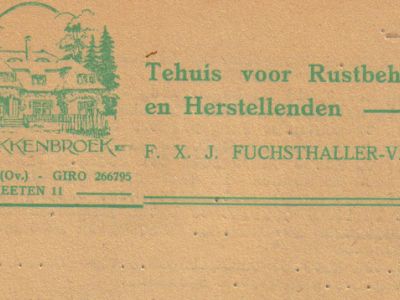 KKENBROEK
(Ov.) - GIRO 266795
EETEN 11
Tehuis voor Rustbeh
en Herstellenden
F. X. J. FUCHSTHALLER-V.